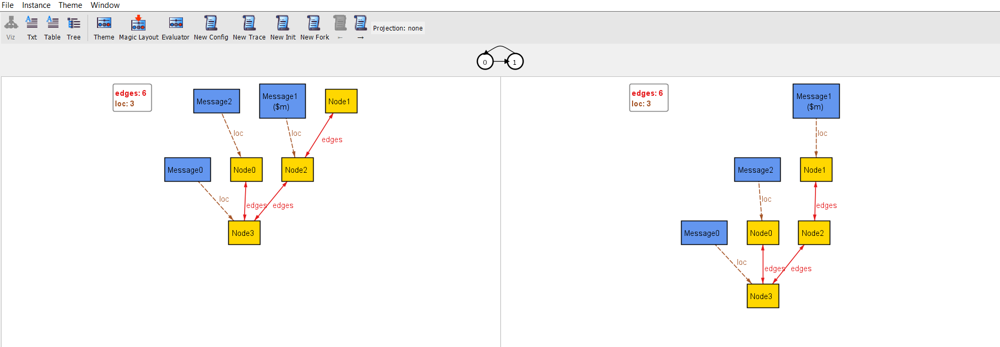 File Instance Theme Window
Viz Txt Table Tree Theme Magic Layout Evaluator New Config New Trace New Init New Fork ← → Projection: none
0 1
edges: 6
loc: 3
Message2
Message1
($m)
Node1
loc
loc
edges
Message0
Node0
Node2
loc
edges
edges
Node3
edges: 6
loc: 3
Message1
($m)
loc
Message2
Node1
loc
edges
Message0
Node0
Node2
loc
edges
edges
Node3